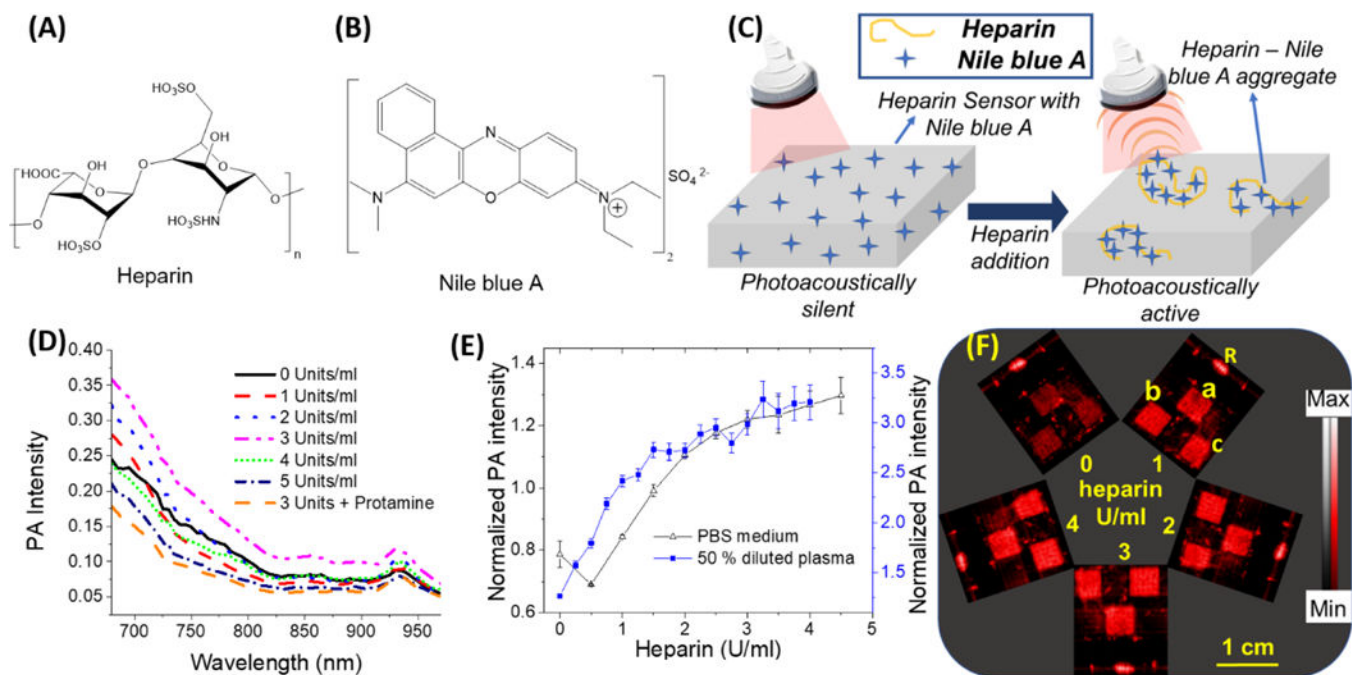 (A)
HO3SO
OH
O
HOOC
OH
O
O
HO3SO
HO3SHN
O
O
n
Heparin
(B)
N
N
O
N
+
SO4 2-
2
Nile blue A
(C)
Heparin
Nile blue A
Heparin Sensor with
Nile blue A
Heparin – Nile
blue A aggregate
Heparin
addition
Photoacoustically
silent
Photoacoustically
active
(D)
PA Intensity
0.40
0.35
0.30
0.25
0.20
0.15
0.10
0.05
0 Units/ml
1 Units/ml
2 Units/ml
3 Units/ml
4 Units/ml
5 Units/ml
3 Units + Protamine
700 750 800 850 900 950
Wavelength (nm)
(E)
Normalized PA intensity
1.4
1.2
1.0
0.8
0.6
PBS medium
50 % diluted plasma
3.5
3.0
2.5
2.0
1.5
Normalized PA intensity
0 1 2 3 4 5
Heparin (U/ml)
(F)
R
b
a
c
0
1
heparin
U/ml
4
2
3
Max
Min
1 cm